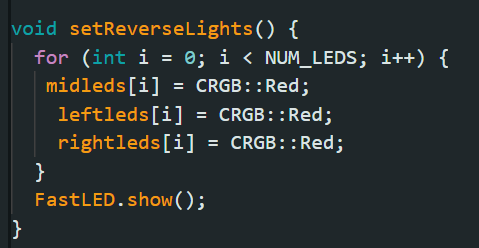 void setReverseLights() {
  for (int i = 0; i < NUM_LEDS; i++) {
   midleds[i] = CRGB::Red;
    leftleds[i] = CRGB::Red;
    rightleds[i] = CRGB::Red;
  }
  FastLED.show();
}